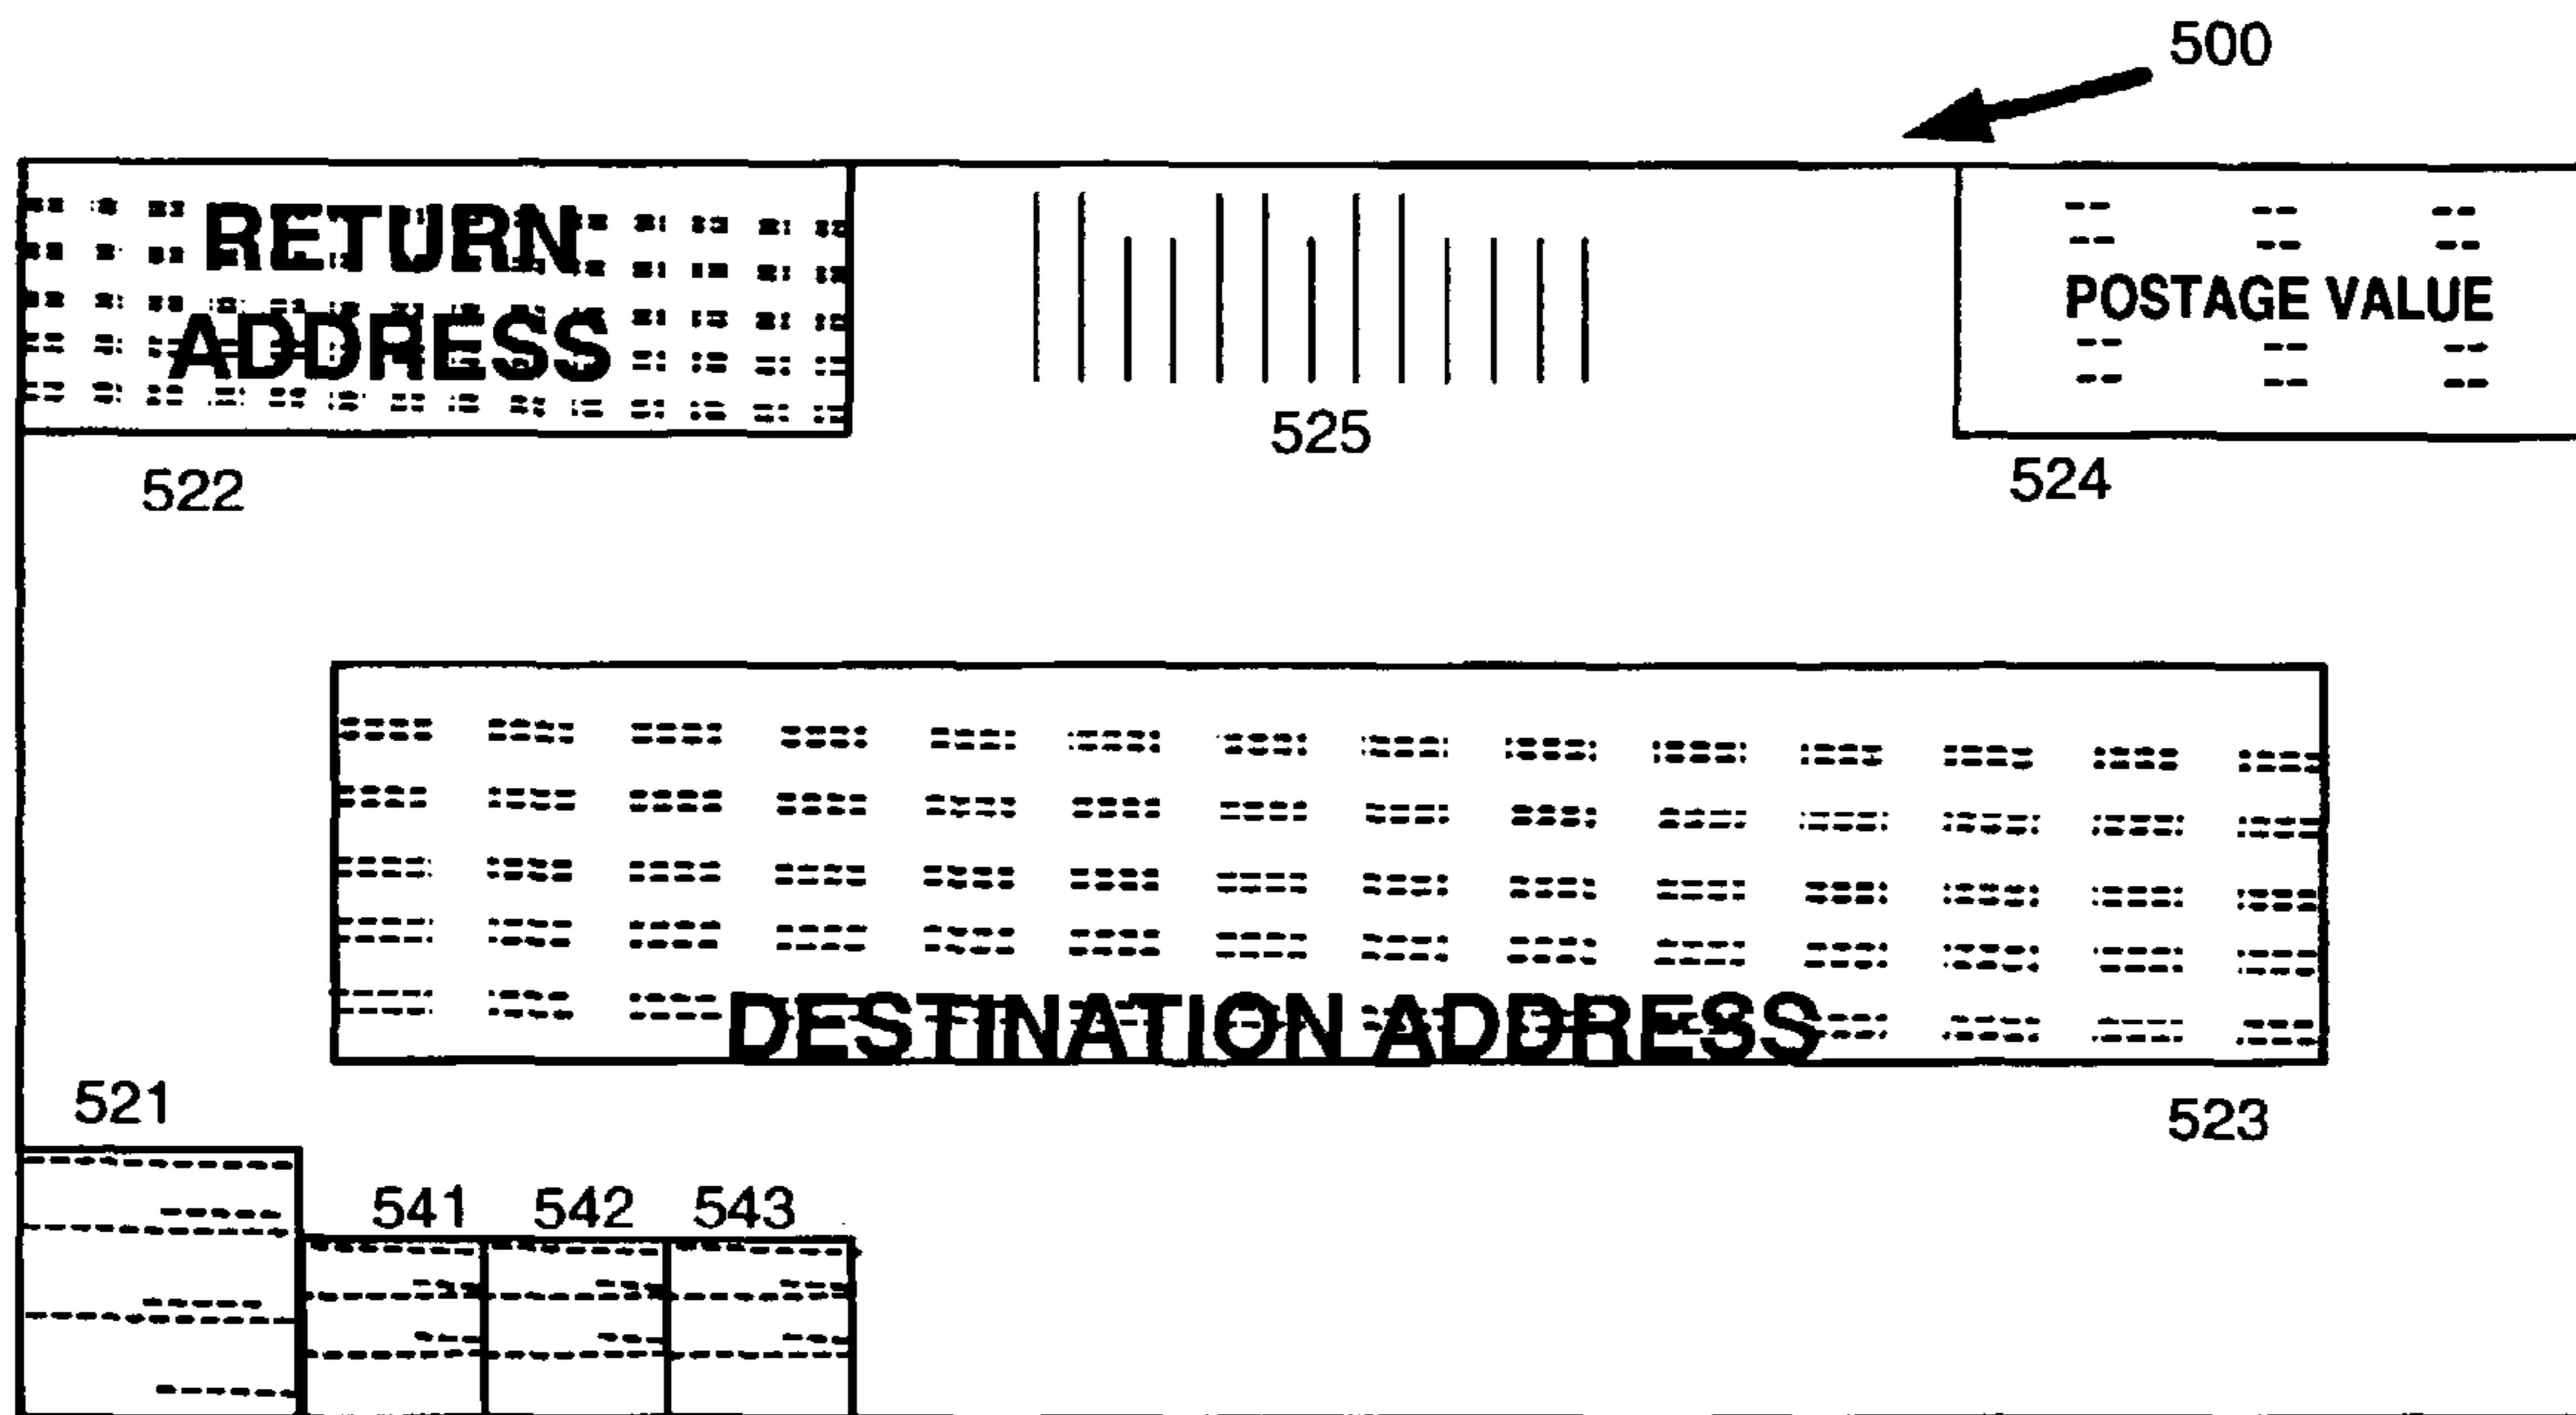 500
RETURN
ADDRESS
POSTAGE VALUE
525
522
524
DESTINATION ADDRESS
521
523
541 542 543